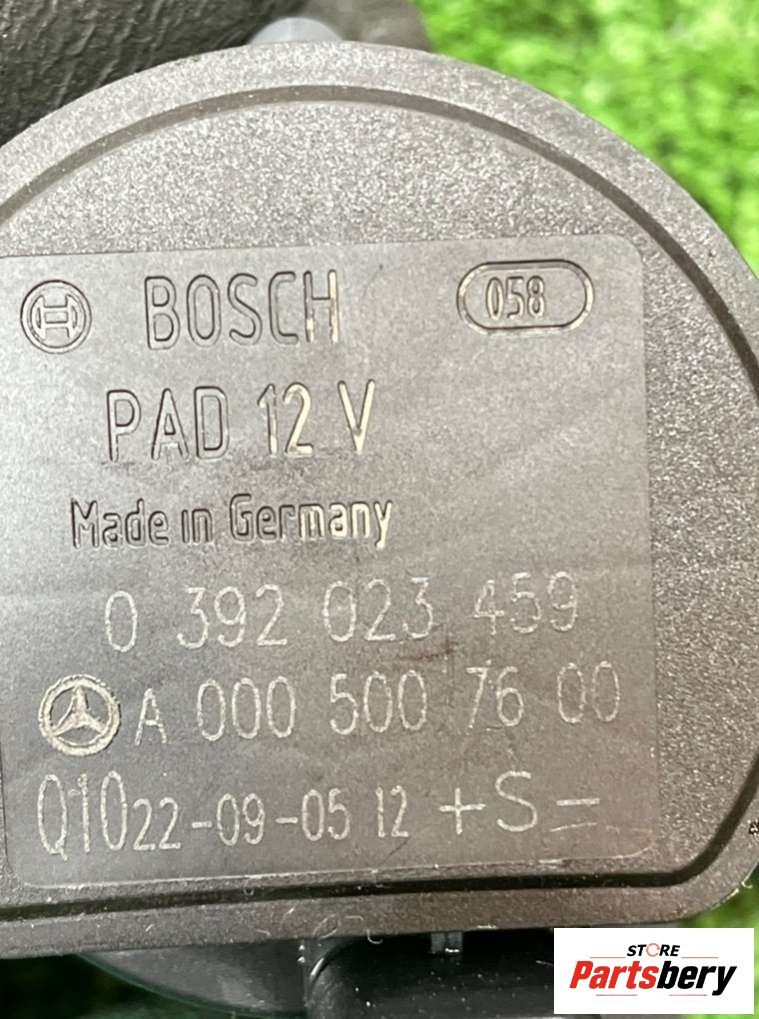 BOSCH 058
PAD 12 V
Made in Germany
0 392 023 459
A 000 500 76 00
Q1022-09-05 12 + S =
STORE
Partsbery